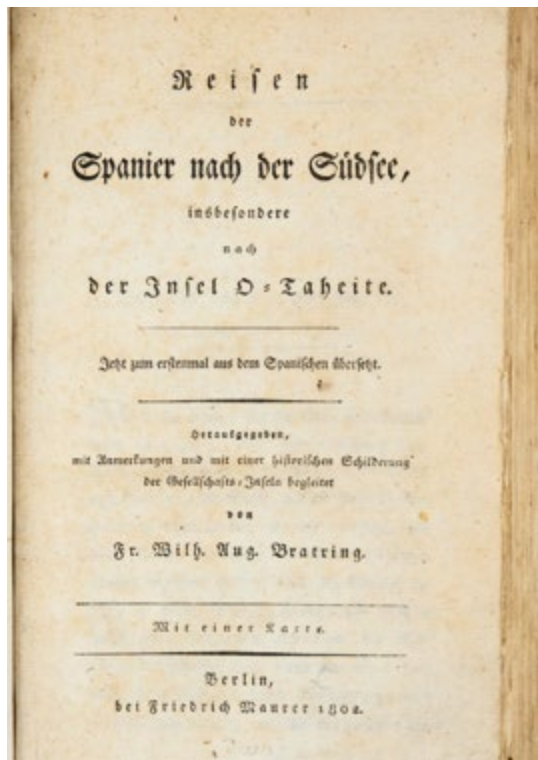 Reiſen
der
Spanier nach der Südſee,
insbeſondere
nach
der Inſel O-Taheite.
Jetzt zum erſtenmal aus dem Spaniſchen überſetzt.
Herausgegeben,
mit Anmerkungen und mit einer hiſtoriſchen Schilderung
der Geſellſchafts-Inſeln begleitet
von
Fr. Wilh. Aug. Bratring.
Mit einer Karte.
Berlin,
bei Friedrich Maurer 1802.